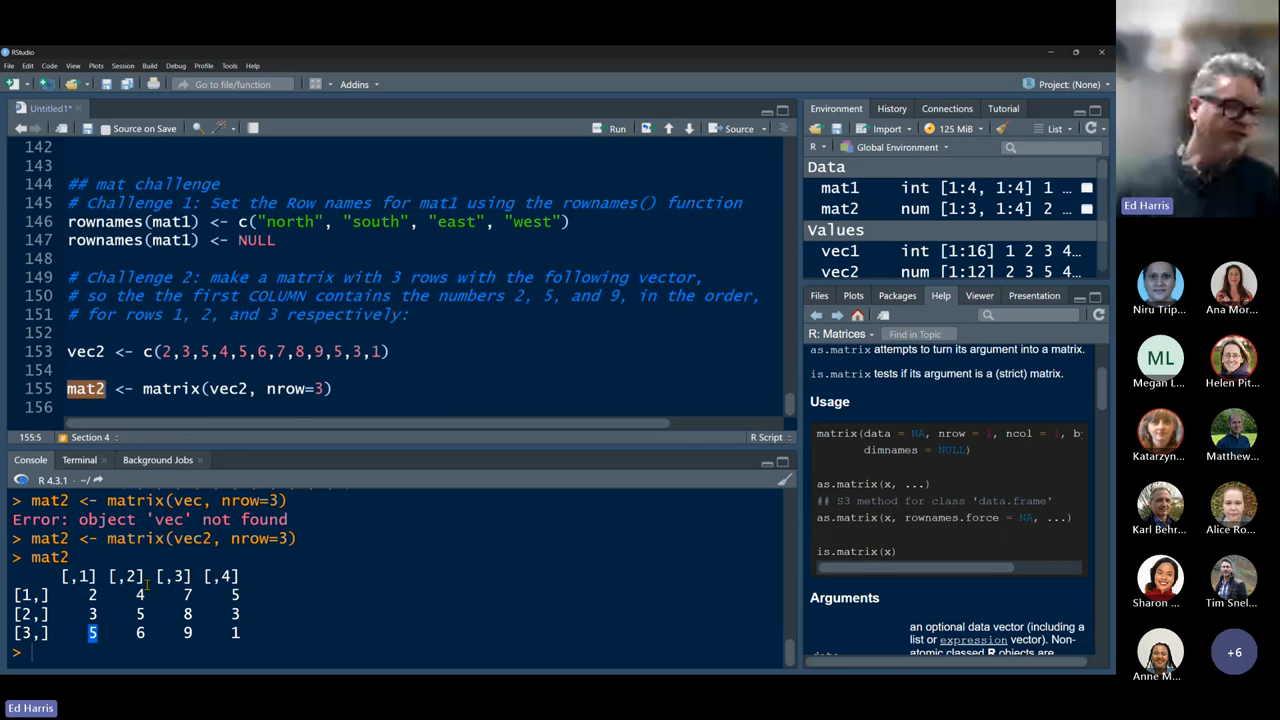 RStudio
File Edit Code View Plots Session Build Debug Profile Tools Help
Go to file/function
Addins
Project: (None)
Untitled1*
Source on Save
Run
Source
142
143
144 ## mat challenge
145 # Challenge 1: Set the Row names for mat1 using the rownames() function
146 rownames(mat1) <- c("north", "south", "east", "west")
147 rownames(mat1) <- NULL
148
149 # Challenge 2: make a matrix with 3 rows with the following vector,
150 # so the the first COLUMN contains the numbers 2, 5, and 9, in the order,
151 # for rows 1, 2, and 3 respectively:
152
153 vec2 <- c(2,3,5,4,5,6,7,8,9,5,3,1)
154
155 mat2 <- matrix(vec2, nrow=3)
156
155:5 # Section 4 R Script
Console Terminal Background Jobs
R 4.3.1 · ~/
> mat2 <- matrix(vec, nrow=3)
Error: object 'vec' not found
> mat2 <- matrix(vec2, nrow=3)
> mat2
[,1] [,2] [,3] [,4]
[1,] 2 4 7 5
[2,] 3 5 8 3
[3,] 5 6 9 1
>
Environment History Connections Tutorial
Import 125 MiB List
R Global Environment
Data
mat1 int [1:4, 1:4] 1 …
mat2 num [1:3, 1:4] 2 …
Values
vec1 int [1:16] 1 2 3 4…
vec2 num [1:12] 2 3 5 4…
Files Plots Packages Help Viewer Presentation
R: Matrices Find in Topic
as.matrix attempts to turn its argument into a matrix.
is.matrix tests if its argument is a (strict) matrix.
Usage
matrix(data = NA, nrow = 1, ncol = 1, by
dimnames = NULL)
as.matrix(x, ...)
## S3 method for class 'data.frame'
as.matrix(x, rownames.force = NA, ...)
is.matrix(x)
Arguments
an optional data vector (including a
list or expression vector). Non-
atomic classed R objects are
Ed Harris
Niru Trip...
Ana Mor...
ML
Megan L...
Helen Pit...
Katarzyn...
Matthew...
Karl Behr...
Alice Ro...
Sharon ...
Tim Snel...
Anne M...
+6
Ed Harris